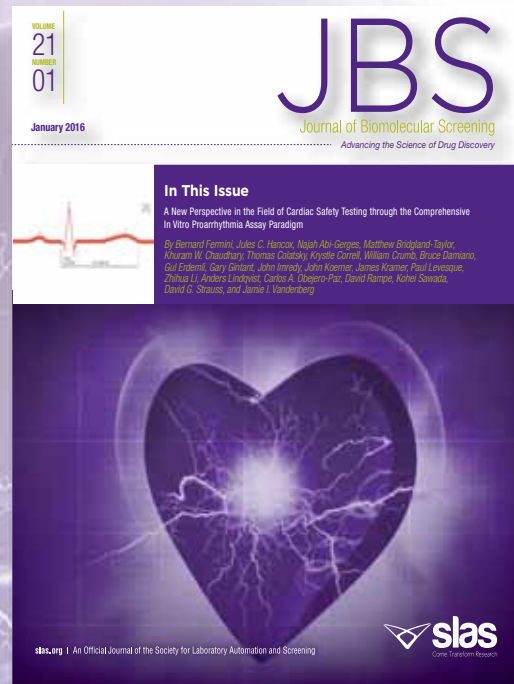 VOLUME
21
NUMBER
01
January 2016
JBS
Journal of Biomolecular Screening
Advancing the Science of Drug Discovery
In This Issue
A New Perspective in the Field of Cardiac Safety Testing through the Comprehensive
In Vitro Proarrhythmia Assay Paradigm
By Bernard Fermini, Jules C. Hancox, Najah Abi-Gerges, Matthew Bridgland-Taylor,
Khuram W. Chaudhary, Thomas Colatsky, Krystle Correll, William Crumb, Bruce Damiano,
Gul Erdemli, Gary Gintant, John Imredy, John Koerner, James Kramer, Paul Levesque,
Zhihua Li, Anders Lindqvist, Carlos A. Obejero-Paz, David Rampe, Kohei Sawada,
David G. Strauss, and Jamie I. Vandenberg
slas.org | An Official Journal of the Society for Laboratory Automation and Screening
slas
Come Transform Research